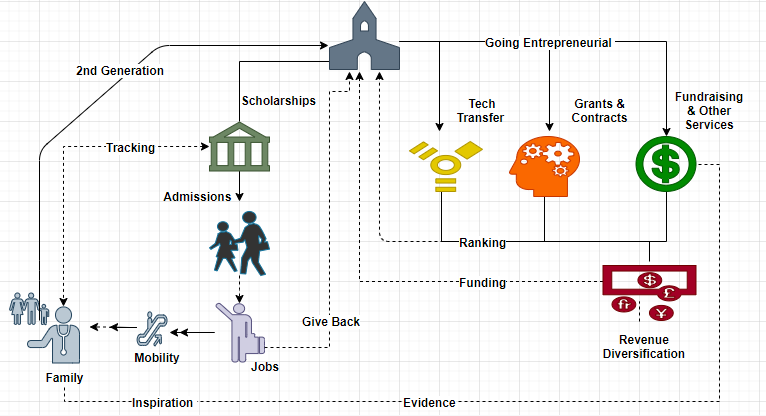 Going Entrepreneurial
2nd Generation
Scholarships
Tech
Transfer
Grants &
Contracts
Fundraising
& Other
Services
Tracking
Admissions
$
Ranking
Funding
$
£
fr
¥
Give Back
Revenue
Diversification
Mobility
Jobs
Family
Inspiration
Evidence